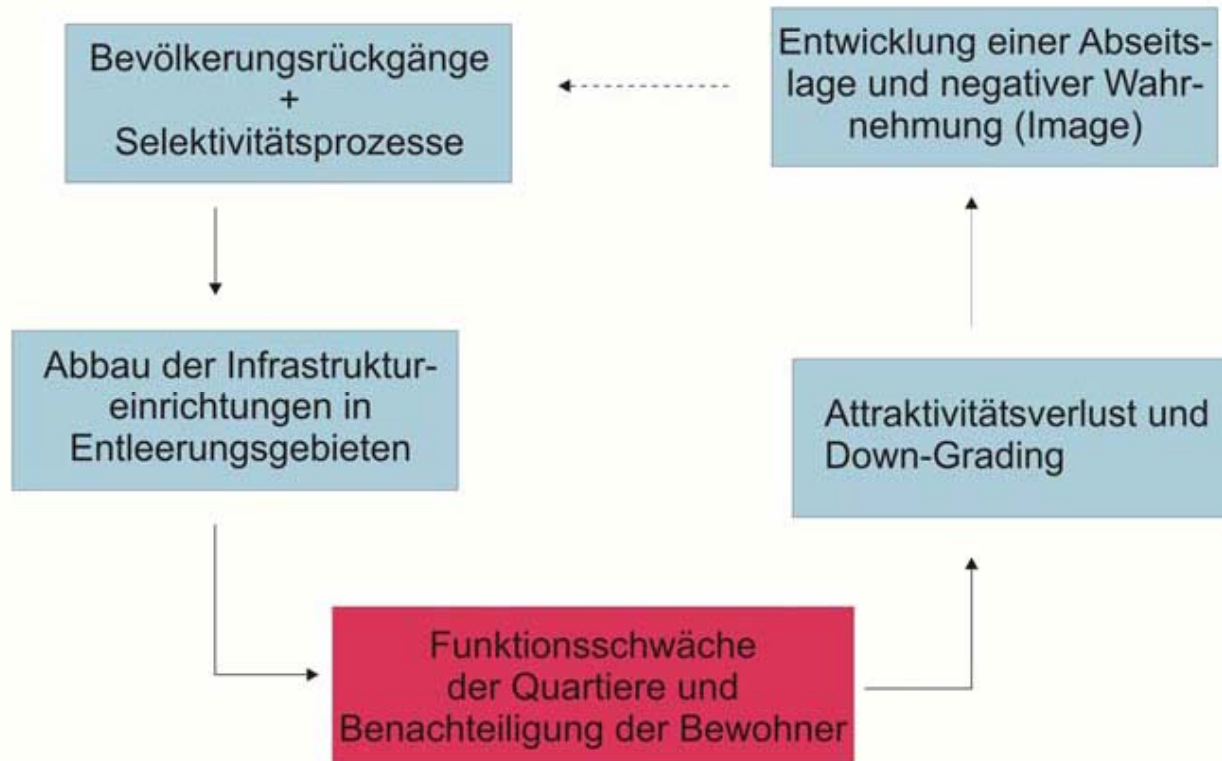 Bevölkerungsrückgänge
+
Selektivitätsprozesse
Abbau der Infrastruktur-
einrichtungen in
Entleerungsgebieten
Funktionsschwäche
der Quartiere und
Benachteiligung der Bewohner
Attraktivitätsverlust und
Down-Grading
Entwicklung einer Abseits-
lage und negativer Wahr-
nehmung (Image)